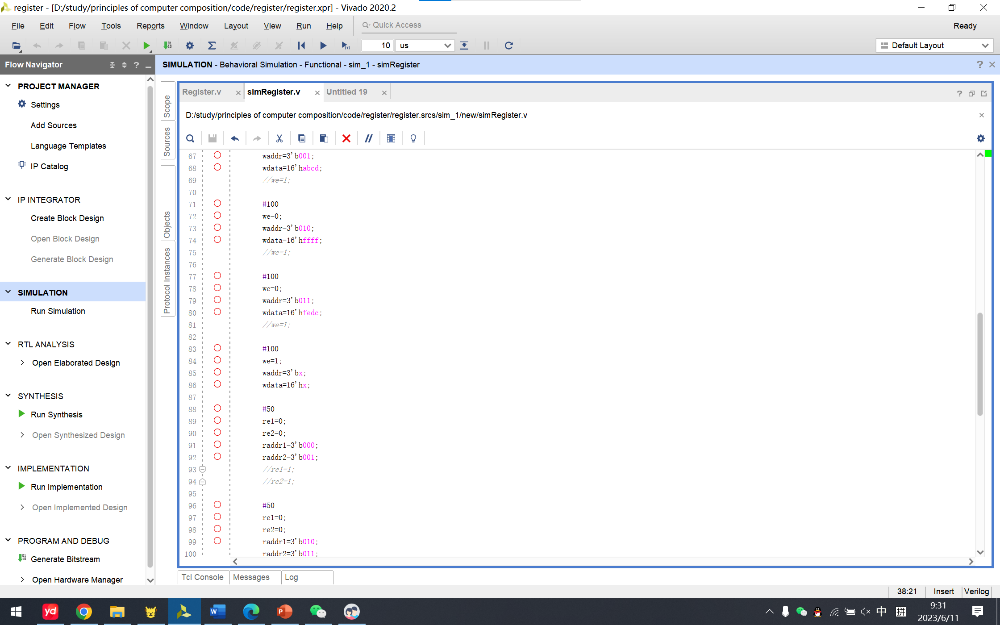 register - [D:/study/principles of computer composition/code/register/register.xpr] - Vivado 2020.2
File Edit Flow Tools Reports Window Layout View Run Help Quick Access Ready
10 us Default Layout
Flow Navigator
SIMULATION - Behavioral Simulation - Functional - sim_1 - simRegister
PROJECT MANAGER
Settings
Add Sources
Language Templates
IP Catalog
IP INTEGRATOR
Create Block Design
Open Block Design
Generate Block Design
SIMULATION
Run Simulation
RTL ANALYSIS
Open Elaborated Design
SYNTHESIS
Run Synthesis
Open Synthesized Design
IMPLEMENTATION
Run Implementation
Open Implemented Design
PROGRAM AND DEBUG
Generate Bitstream
Open Hardware Manager
Scope
Sources
Objects
Protocol Instances
Register.v simRegister.v Untitled 19
D:/study/principles of computer composition/code/register/register.srcs/sim_1/new/simRegister.v
67 waddr=3'b001;
68 wdata=16'habcd;
69 //we=1;
70
71 #100
72 we=0;
73 waddr=3'b010;
74 wdata=16'hffff;
75 //we=1;
76
77 #100
78 we=0;
79 waddr=3'b011;
80 wdata=16'hfedc;
81 //we=1;
82
83 #100
84 we=1;
85 waddr=3'bx;
86 wdata=16'hx;
87
88 #50
89 re1=0;
90 re2=0;
91 raddr1=3'b000;
92 raddr2=3'b001;
93 //re1=1;
94 //re2=1;
95
96 #50
97 re1=0;
98 re2=0;
99 raddr1=3'b010;
100 raddr2=3'b011;
Tcl Console Messages Log
38:21 Insert Verilog
yd
W
P
中
拼
9:31
2023/6/11